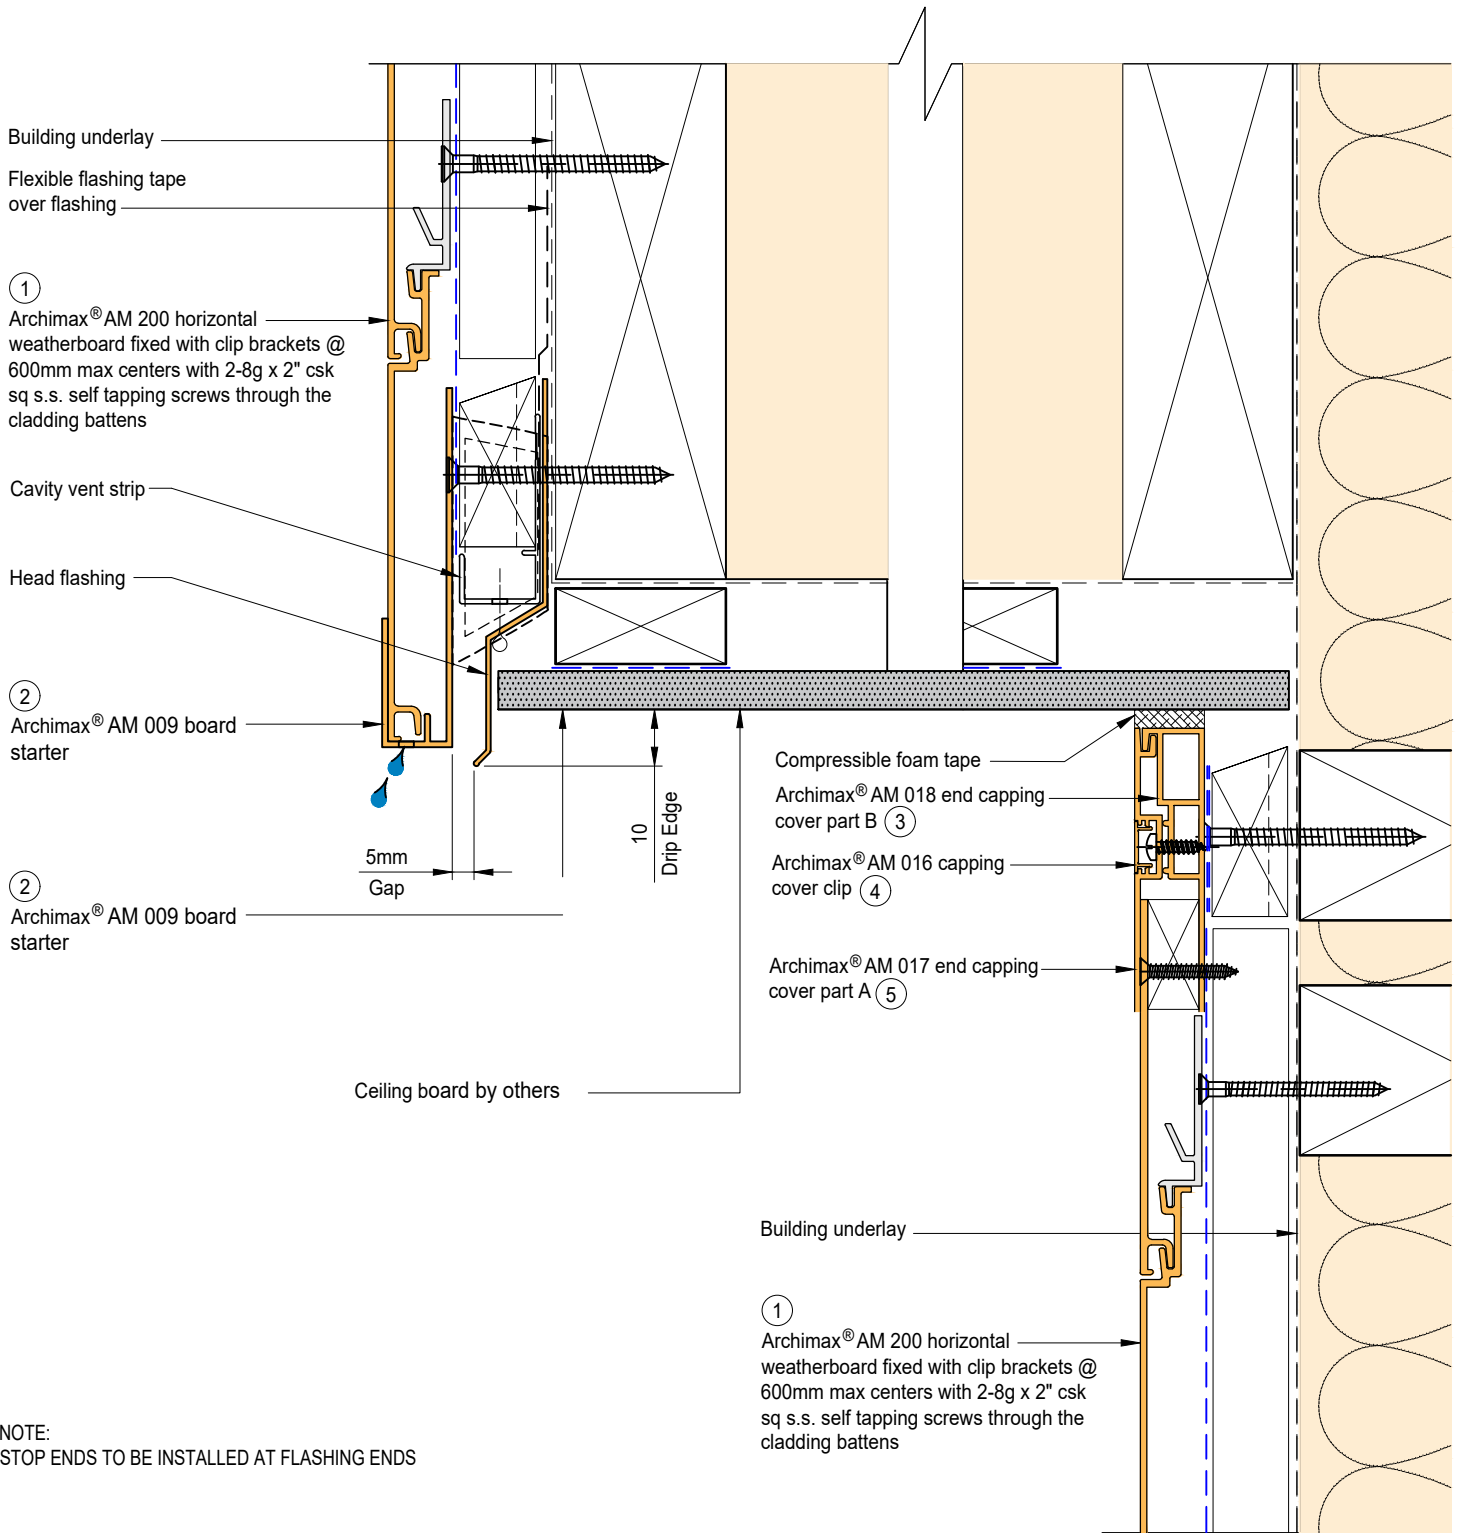 Building underlay
Flexible flashing tape
over flashing
1
Archimax® AM 200 horizontal
weatherboard fixed with clip brackets @
600mm max centers with 2-8g x 2" csk
sq s.s. self tapping screws through the
cladding battens
Cavity vent strip
Head flashing
2
Archimax® AM 009 board
starter
5mm
Gap
10
Drip Edge
2
Archimax® AM 009 board
starter
Compressible foam tape
Archimax® AM 018 end capping
cover part B 3
Archimax® AM 016 capping
cover clip 4
Archimax® AM 017 end capping
cover part A 5
Ceiling board by others
Building underlay
1
Archimax® AM 200 horizontal
weatherboard fixed with clip brackets @
600mm max centers with 2-8g x 2" csk
sq s.s. self tapping screws through the
cladding battens
NOTE:
STOP ENDS TO BE INSTALLED AT FLASHING ENDS